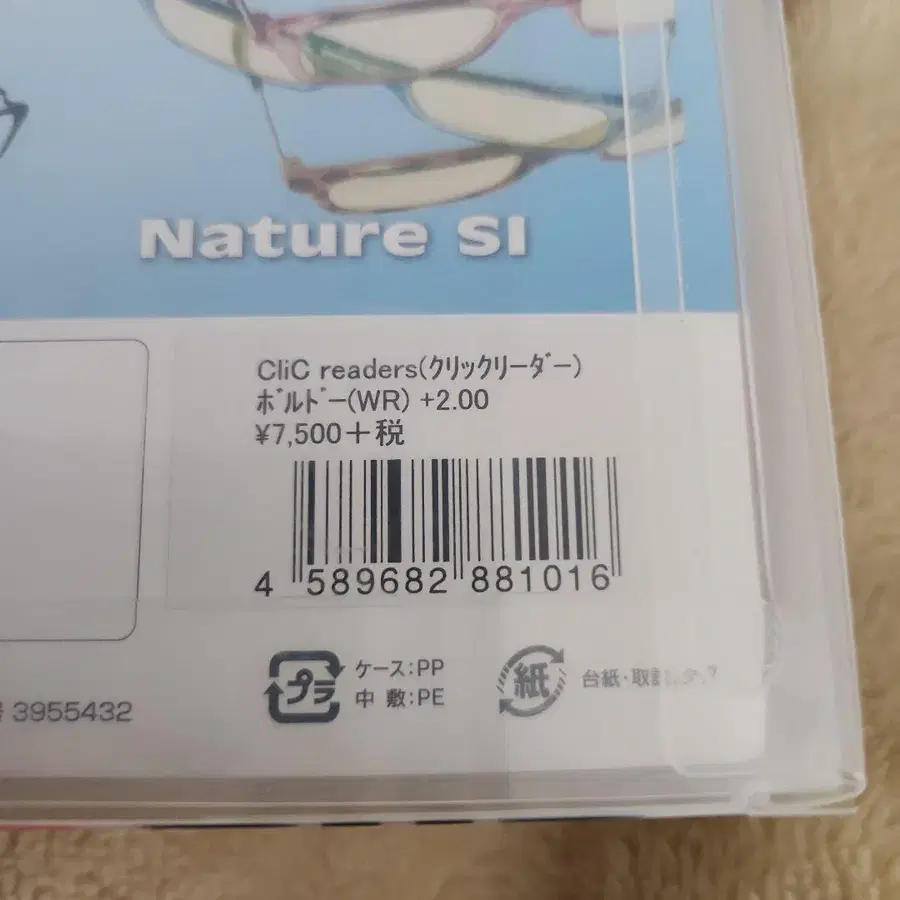 Nature SI
CliC readers(ｸﾘｯｸﾘｰﾀﾞｰ)
ﾎﾞﾙﾄﾞｰ(WR) +2.00
¥7,500＋税
4 589682 881016
プラ
ケース:PP
中 敷:PE
紙
台紙・取
3955432